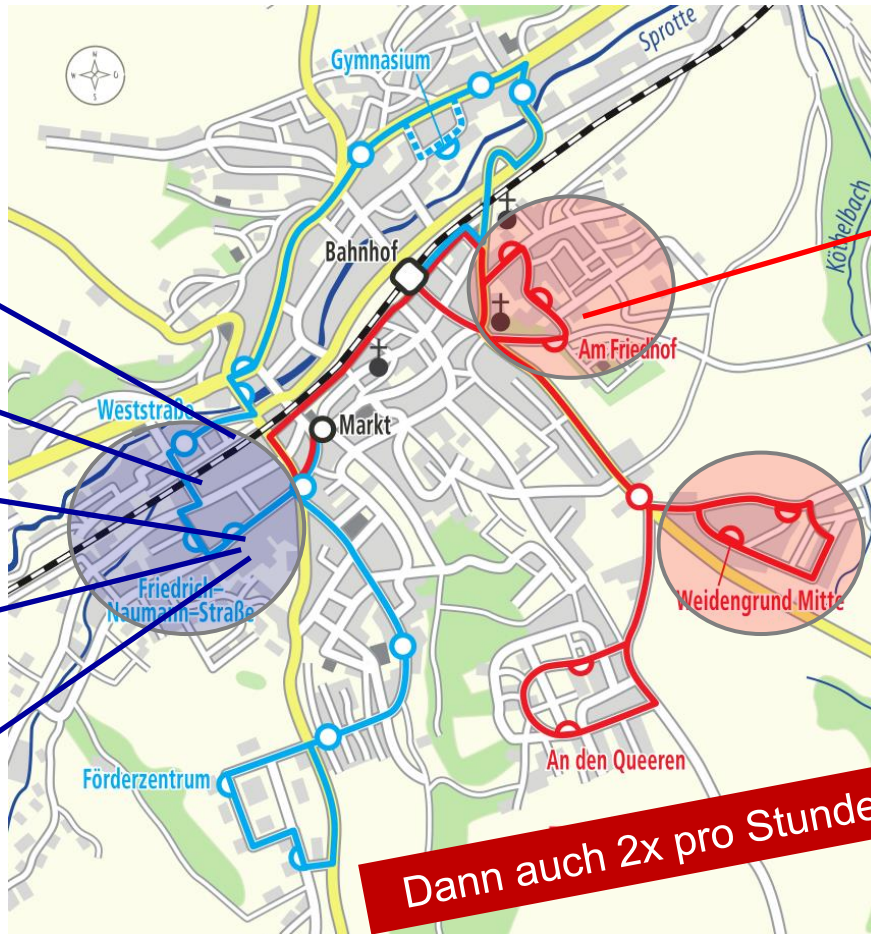 N
W O
S
Gymnasium
Sprotte
Köthelbach
Bahnhof
Am Friedhof
Weststraße
Markt
Friedrich–
Naumann–Straße
Weidengrund Mitte
An den Queeren
Förderzentrum
Dann auch 2x pro Stunde